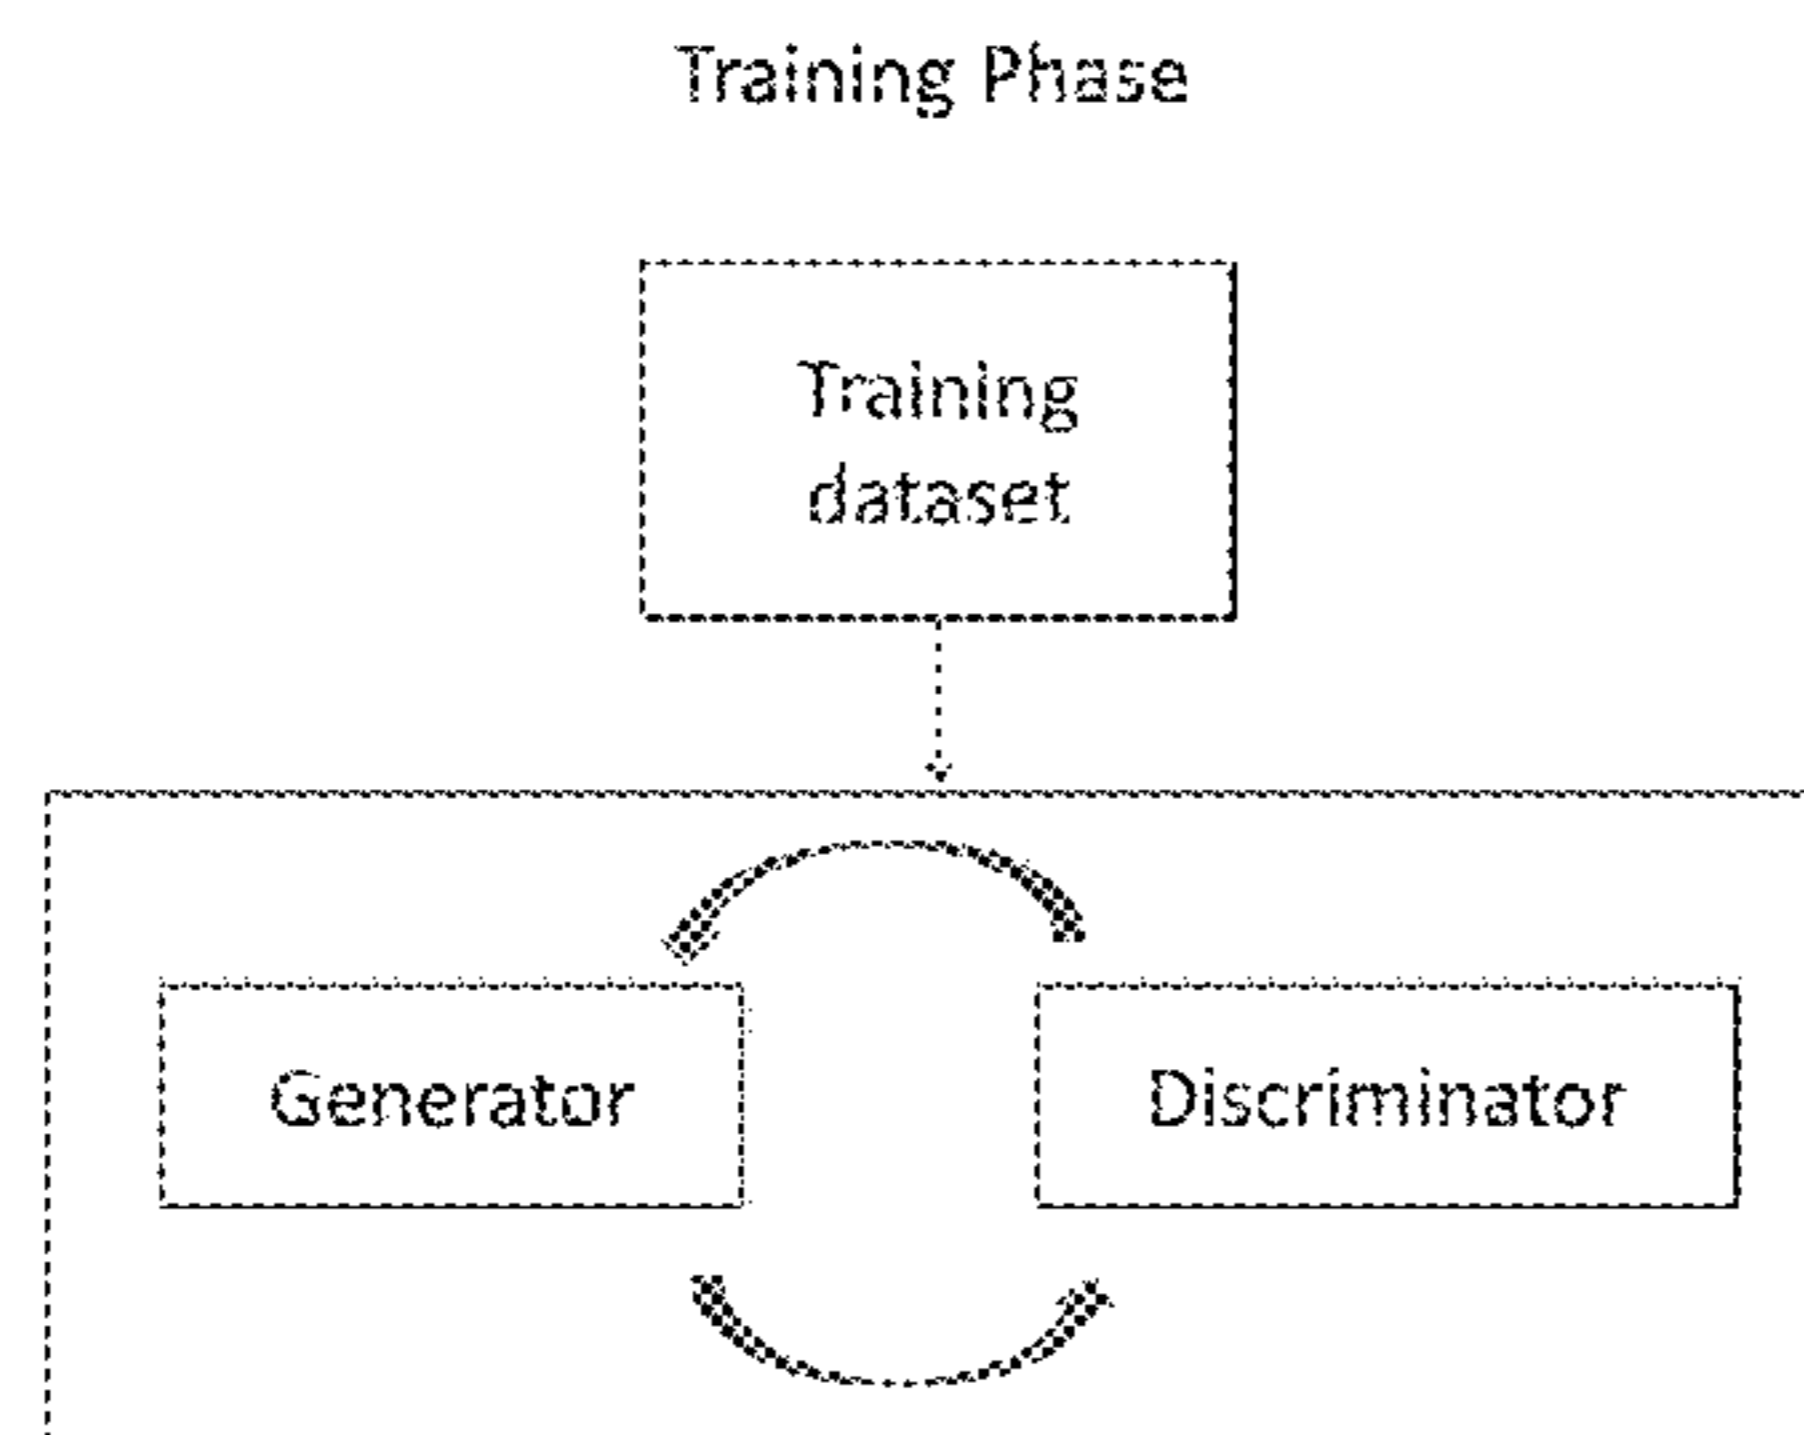 Training Phase
Training
dataset
Generator
Discriminator